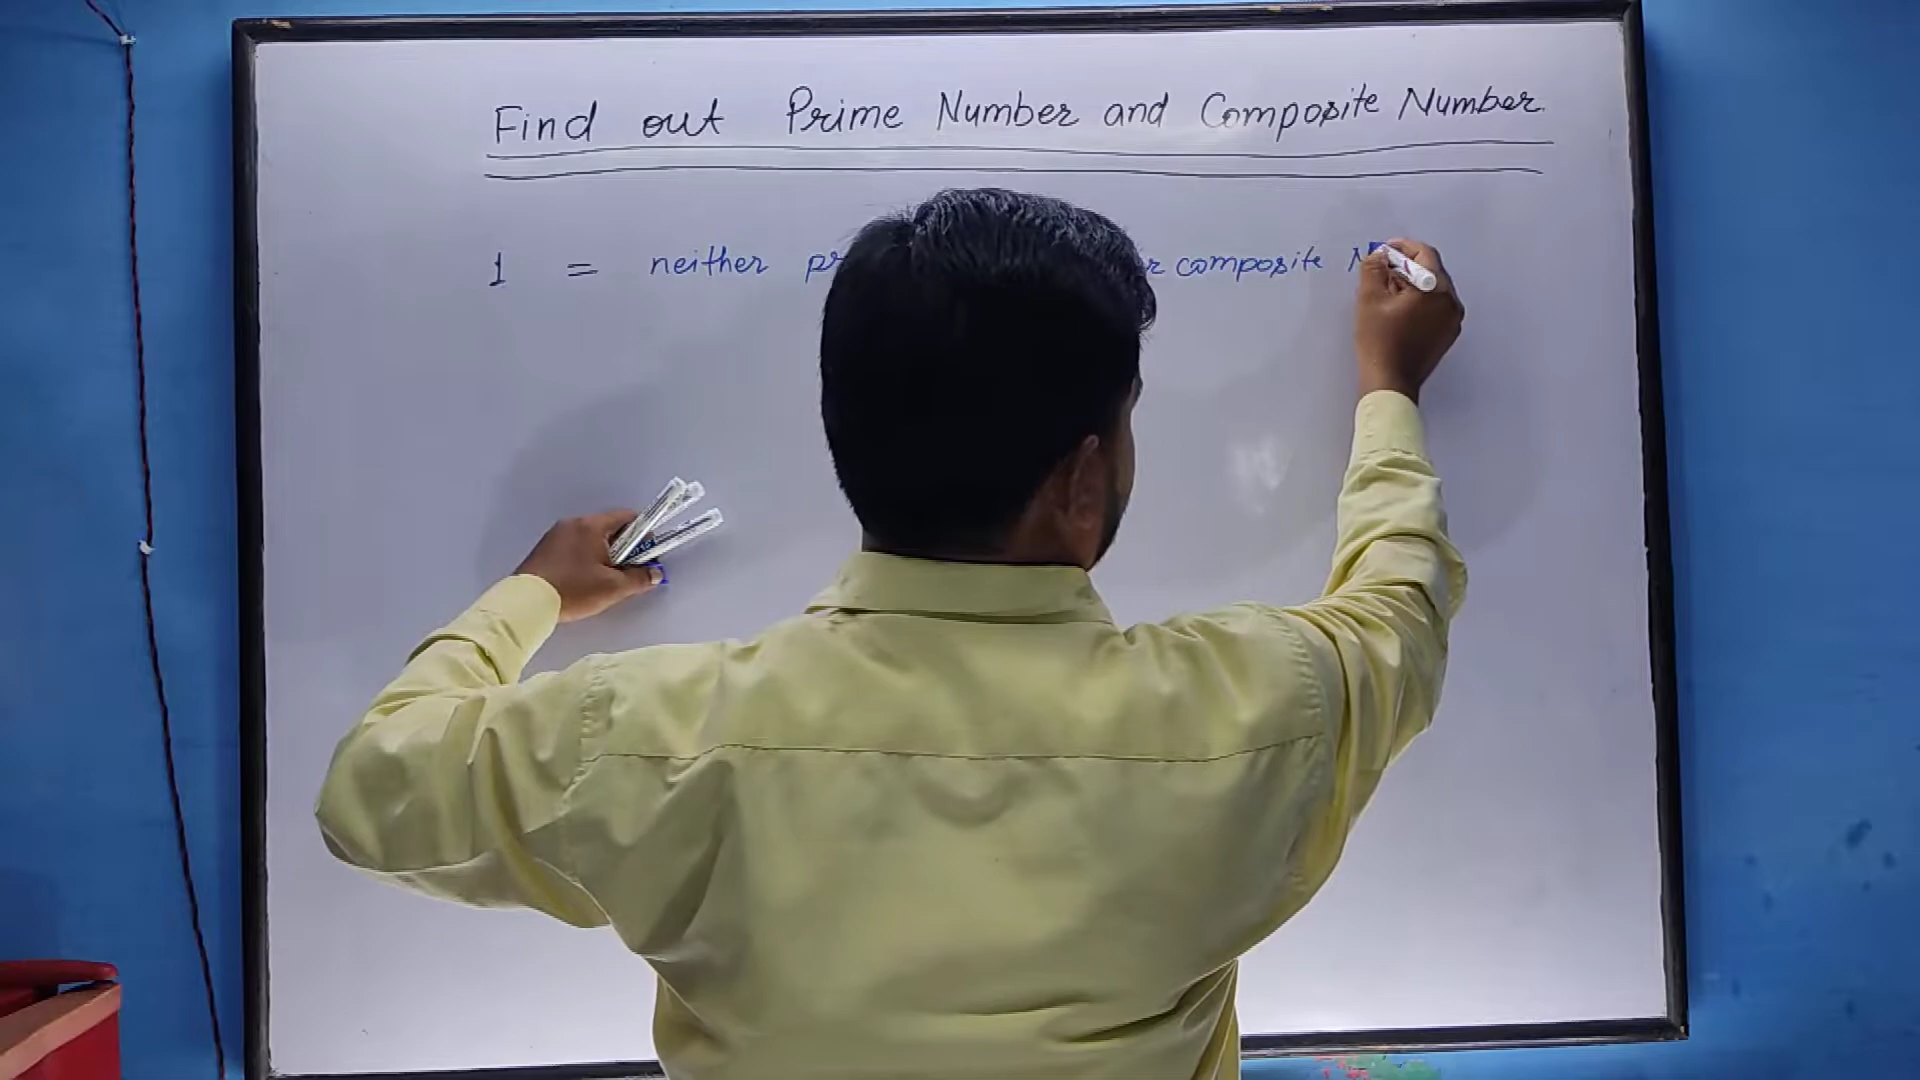 Find out Prime Number and Composite Number.
1 = neither composite